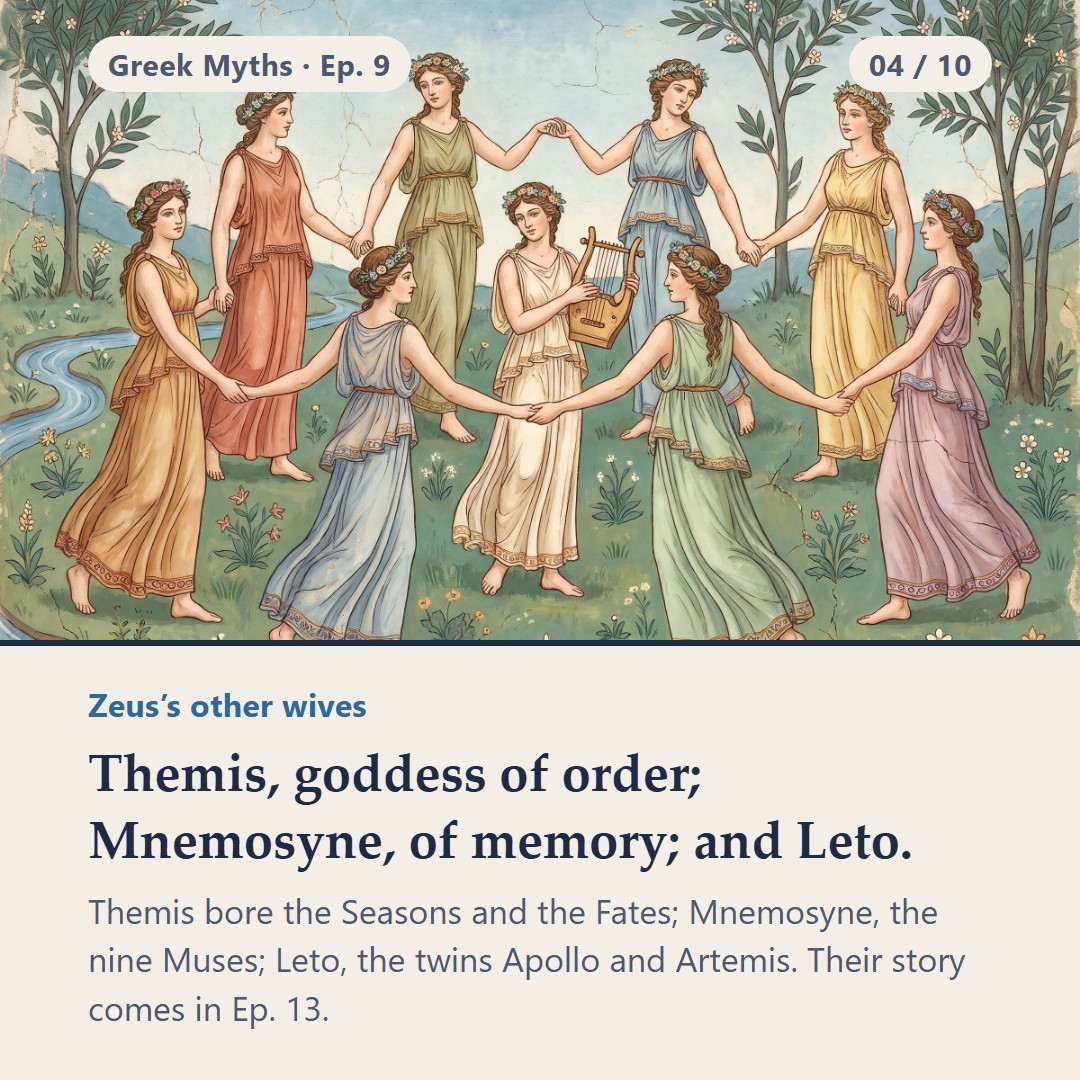 Greek Myths · Ep. 9
04 / 10
Zeus’s other wives
Themis, goddess of order;
Mnemosyne, of memory; and Leto.
Themis bore the Seasons and the Fates; Mnemosyne, the
nine Muses; Leto, the twins Apollo and Artemis. Their story
comes in Ep. 13.